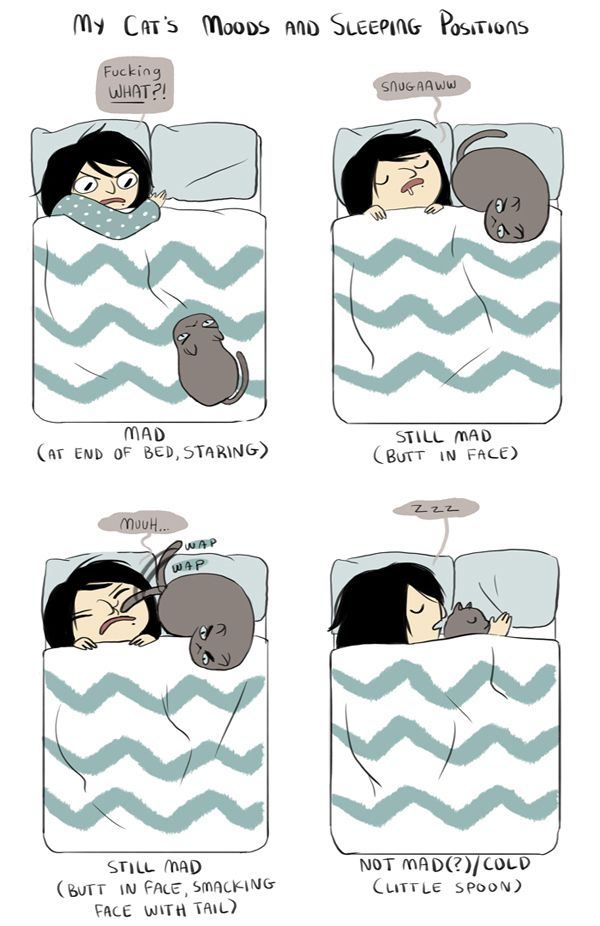 MY CAT'S MOODS AND SLEEPING POSITIONS
Fucking
WHAT?!
SNUGAAWW
MAD
(AT END OF BED, STARING)
STILL MAD
(BUTT IN FACE)
MUUH...
WAP
WAP
ZZZ
STILL MAD
(BUTT IN FACE, SMACKING
FACE WITH TAIL)
NOT MAD(?)/COLD
(LITTLE SPOON)